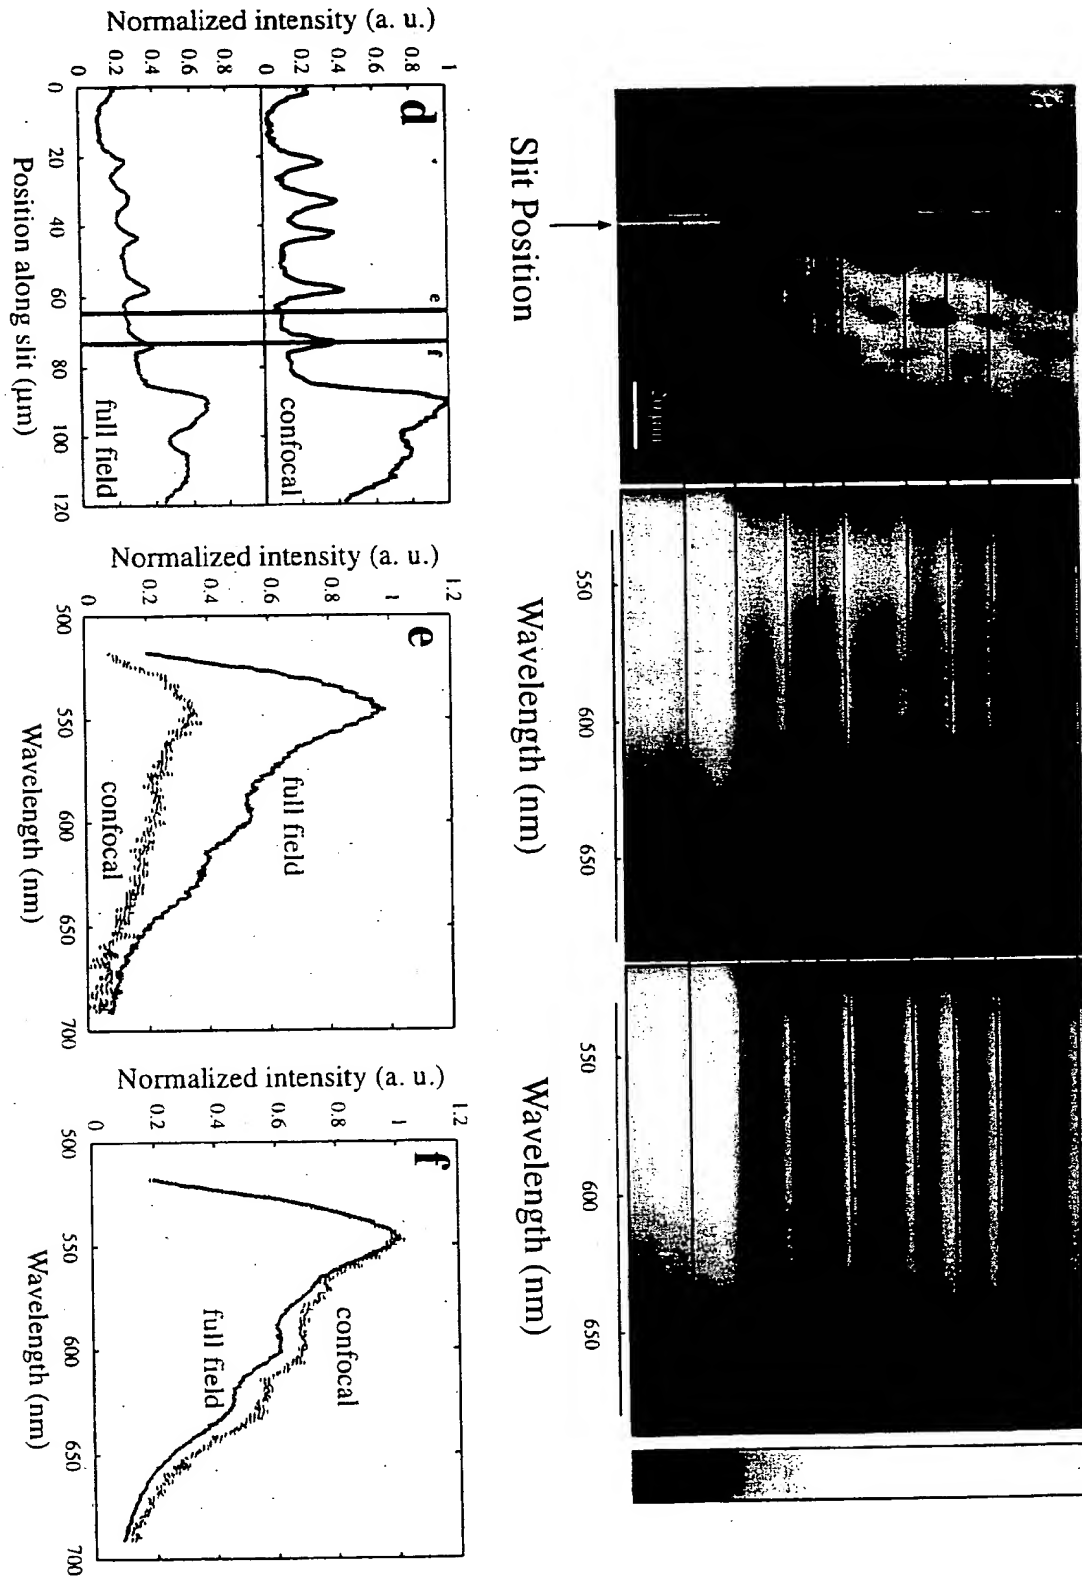 Slit Position
20 µm
550
600
650
Wavelength (nm)
550
600
650
Wavelength (nm)
d
Normalized intensity (a. u.)
1
0.8
0.6
0.4
0.2
0
0.8
0.6
0.4
0.2
0
e
f
confocal
full field
0
20
40
60
80
100
120
Position along slit (µm)
e
Normalized intensity (a. u.)
1.2
1
0.8
0.6
0.4
0.2
0
full field
confocal
500
550
600
650
700
Wavelength (nm)
f
Normalized intensity (a. u.)
1.2
1
0.8
0.6
0.4
0.2
0
confocal
full field
500
550
600
650
700
Wavelength (nm)